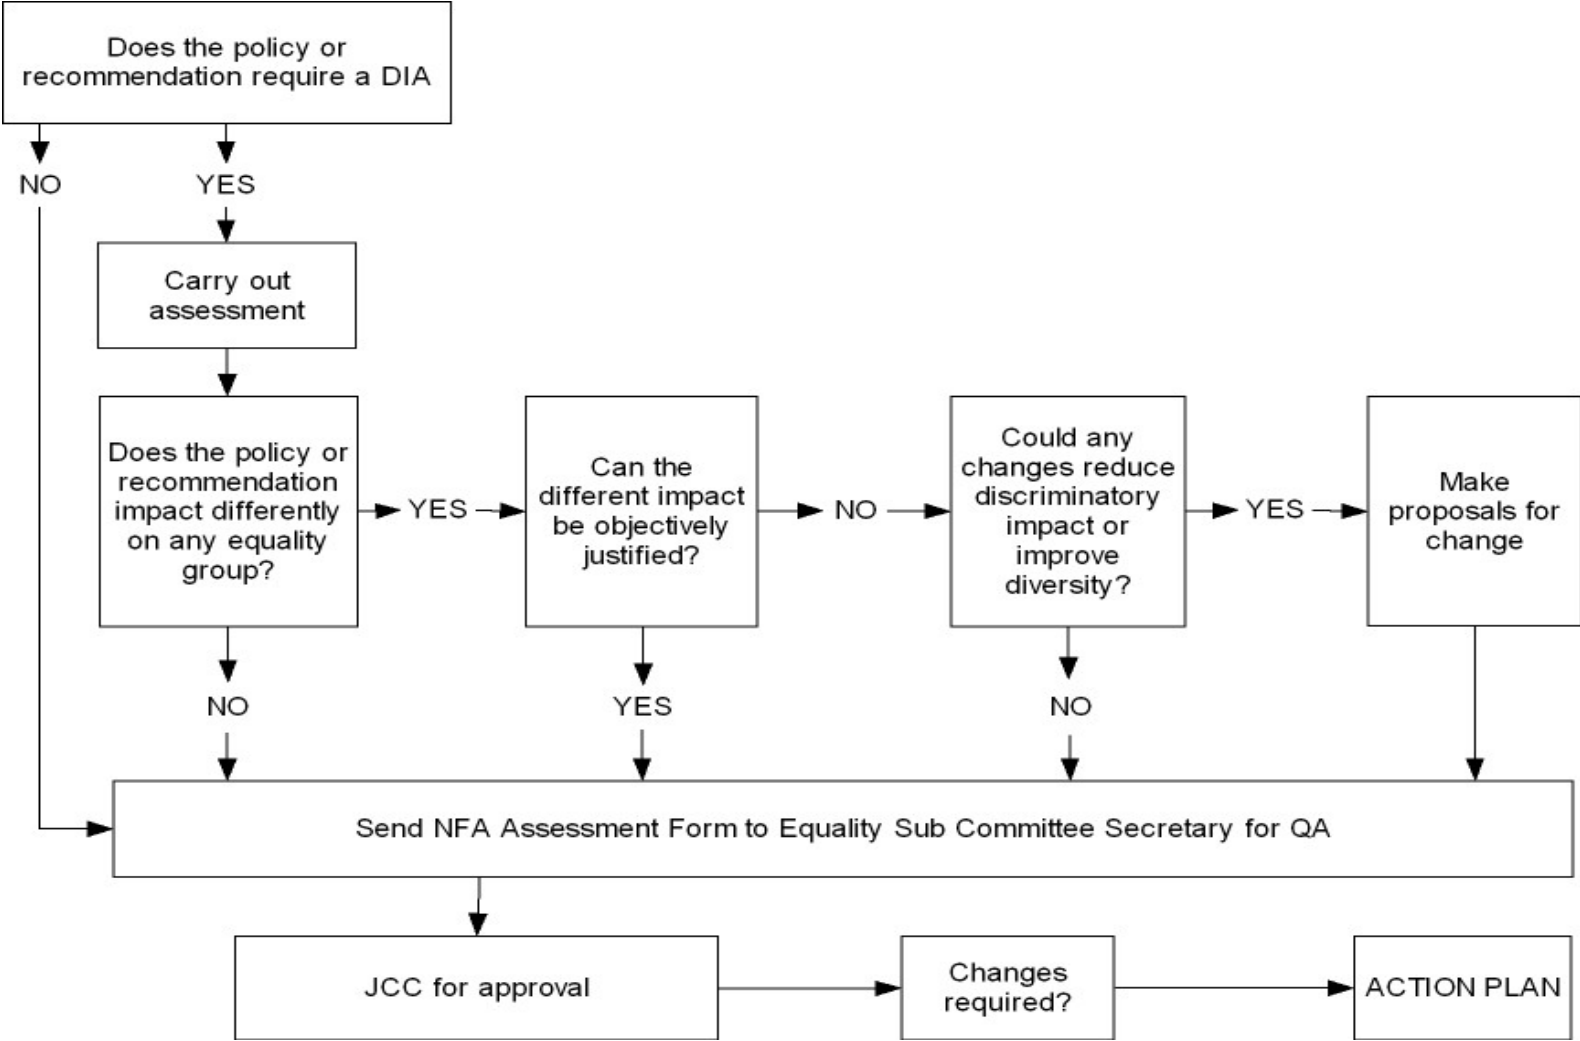 Does the policy or
recommendation require a DIA
NO
YES
Carry out
assessment
Does the policy or
recommendation
impact differently
on any equality
group?
YES
Can the
different impact
be objectively
justified?
NO
Could any
changes reduce
discriminatory
impact or
improve
diversity?
YES
Make
proposals for
change
NO
YES
NO
Send NFA Assessment Form to Equality Sub Committee Secretary for QA
JCC for approval
Changes
required?
ACTION PLAN